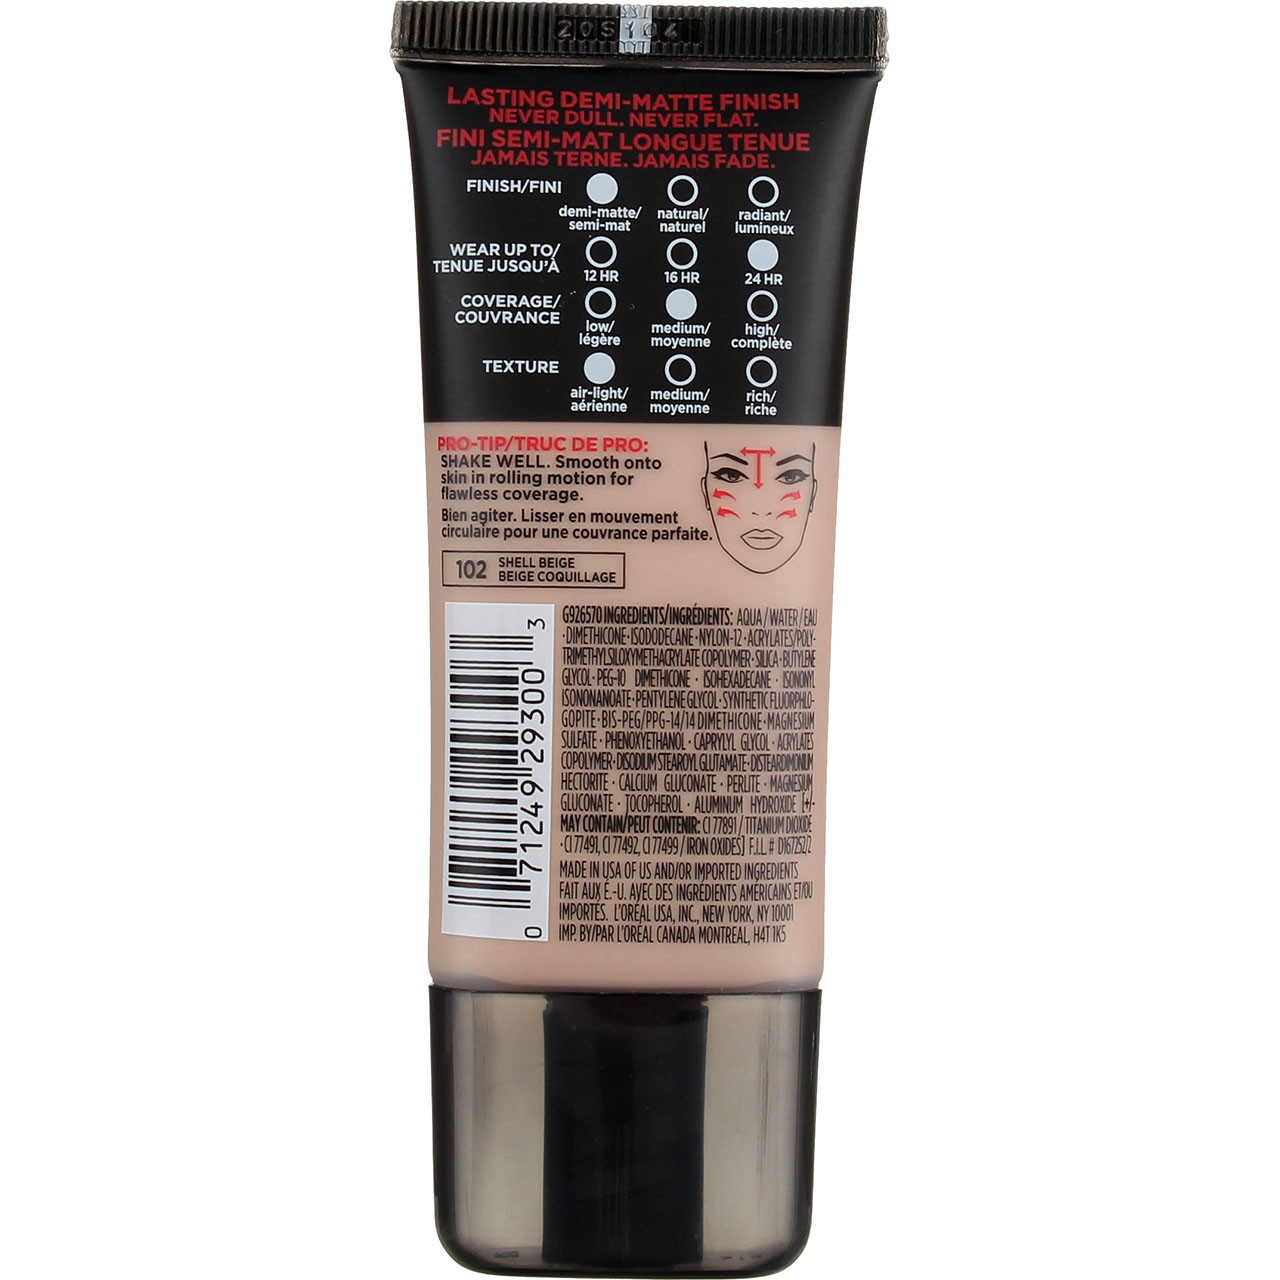 20S104
LASTING DEMI-MATTE FINISH
NEVER DULL. NEVER FLAT.
FINI SEMI-MAT LONGUE TENUE
JAMAIS TERNE. JAMAIS FADE.
FINISH/FINI
demi-matte/ natural/ radiant/
semi-mat naturel lumineux
WEAR UP TO/
TENUE JUSQU'À
12 HR 16 HR 24 HR
COVERAGE/
COUVRANCE
low/ medium/ high/
légère moyenne complète
TEXTURE
air-light/ medium/ rich/
aérienne moyenne riche
PRO-TIP/TRUC DE PRO:
SHAKE WELL. Smooth onto
skin in rolling motion for
flawless coverage.
Bien agiter. Lisser en mouvement
circulaire pour une couvrance parfaite.
102 SHELL BEIGE
BEIGE COQUILLAGE
0 71249 29300 3
G926570 INGREDIENTS/INGRÉDIENTS: AQUA / WATER / EAU
· DIMETHICONE · ISODODECANE · NYLON-12 · ACRYLATES/POLY-
TRIMETHYLSILOXYMETHACRYLATE COPOLYMER · SILICA · BUTYLENE
GLYCOL · PEG-10 DIMETHICONE · ISOHEXADECANE · ISONONYL
ISONONANOATE · PENTYLENE GLYCOL · SYNTHETIC FLUORPHLO-
GOPITE · BIS-PEG/PPG-14/14 DIMETHICONE · MAGNESIUM
SULFATE · PHENOXYETHANOL · CAPRYLYL GLYCOL · ACRYLATES
COPOLYMER · DISODIUM STEAROYL GLUTAMATE · DISTEARDIMONIUM
HECTORITE · CALCIUM GLUCONATE · PERLITE · MAGNESIUM
GLUCONATE · TOCOPHEROL · ALUMINUM HYDROXIDE [+/-
MAY CONTAIN/PEUT CONTENIR: CI 77891 / TITANIUM DIOXIDE
· CI 77491, CI 77492, CI 77499 / IRON OXIDES] F.I.L. # D167252/2
MADE IN USA OF US AND/OR IMPORTED INGREDIENTS
FAIT AUX É.-U. AVEC DES INGRÉDIENTS AMÉRICAINS ET/OU
IMPORTÉS. L'ORÉAL USA, INC., NEW YORK, NY 10001
IMP. BY/PAR L'ORÉAL CANADA MONTREAL, H4T 1K5